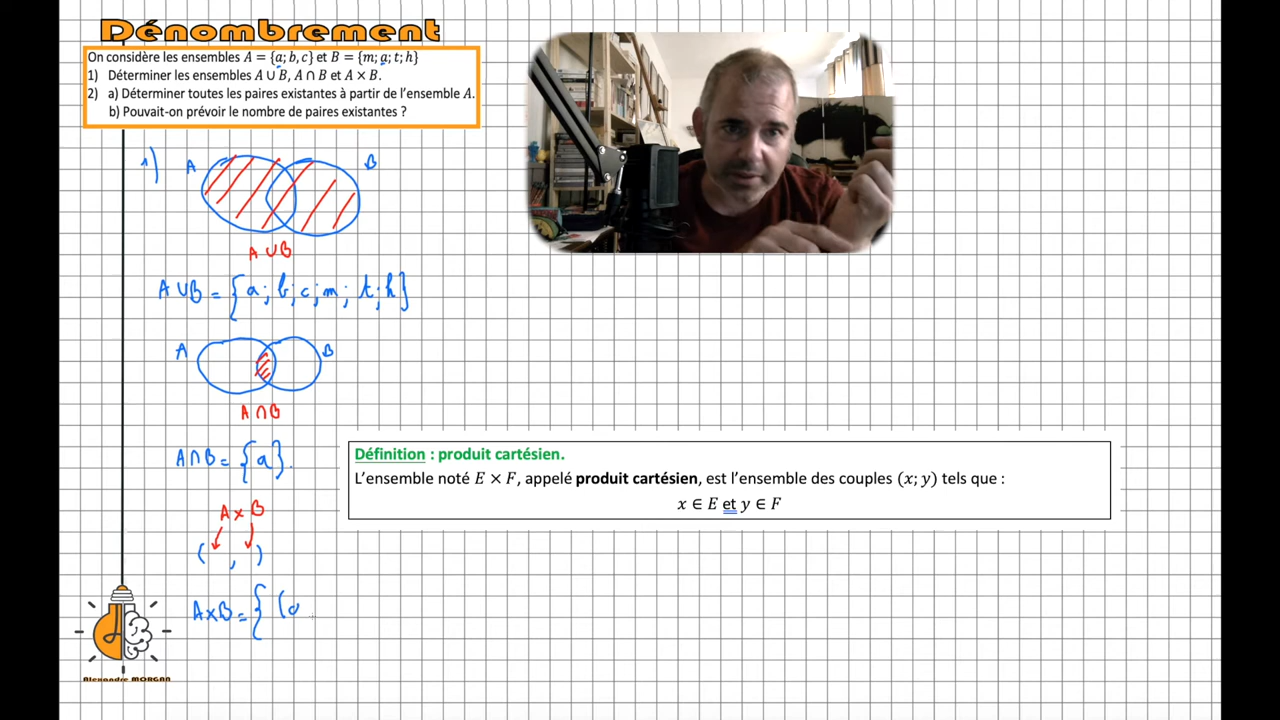 Dénombrement
On considère les ensembles A = {a; b, c} et B = {m; a; t; h}
1) Déterminer les ensembles A ∪ B, A ∩ B et A × B.
2) a) Déterminer toutes les paires existantes à partir de l'ensemble A.
b) Pouvait-on prévoir le nombre de paires existantes ?
1)
A B
A ∪ B
A ∪ B = {a; b; c; m; t; h}
A B
A ∩ B
A ∩ B = {a}.
Définition : produit cartésien.
L'ensemble noté E × F, appelé produit cartésien, est l'ensemble des couples (x; y) tels que :
x ∈ E et y ∈ F
A × B
( , )
A × B = { (a
Alexandre MORGAN